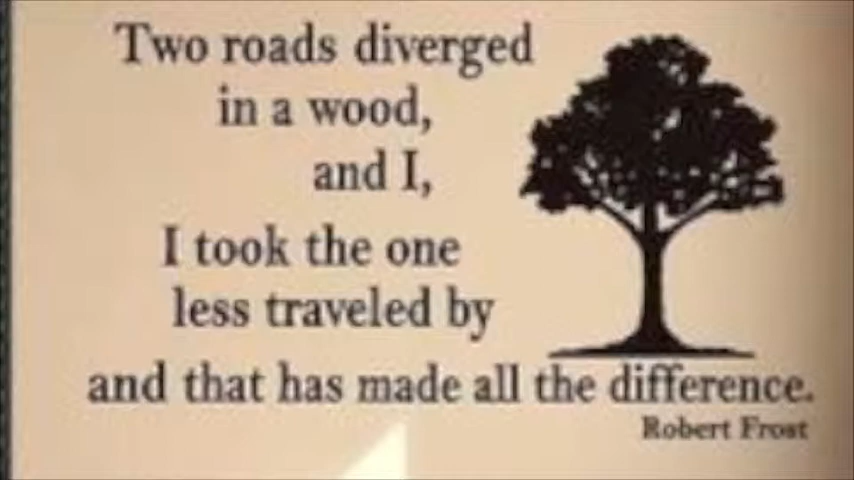 Two roads diverged
in a wood,
and I,
I took the one
less traveled by
and that has made all the difference.
Robert Frost